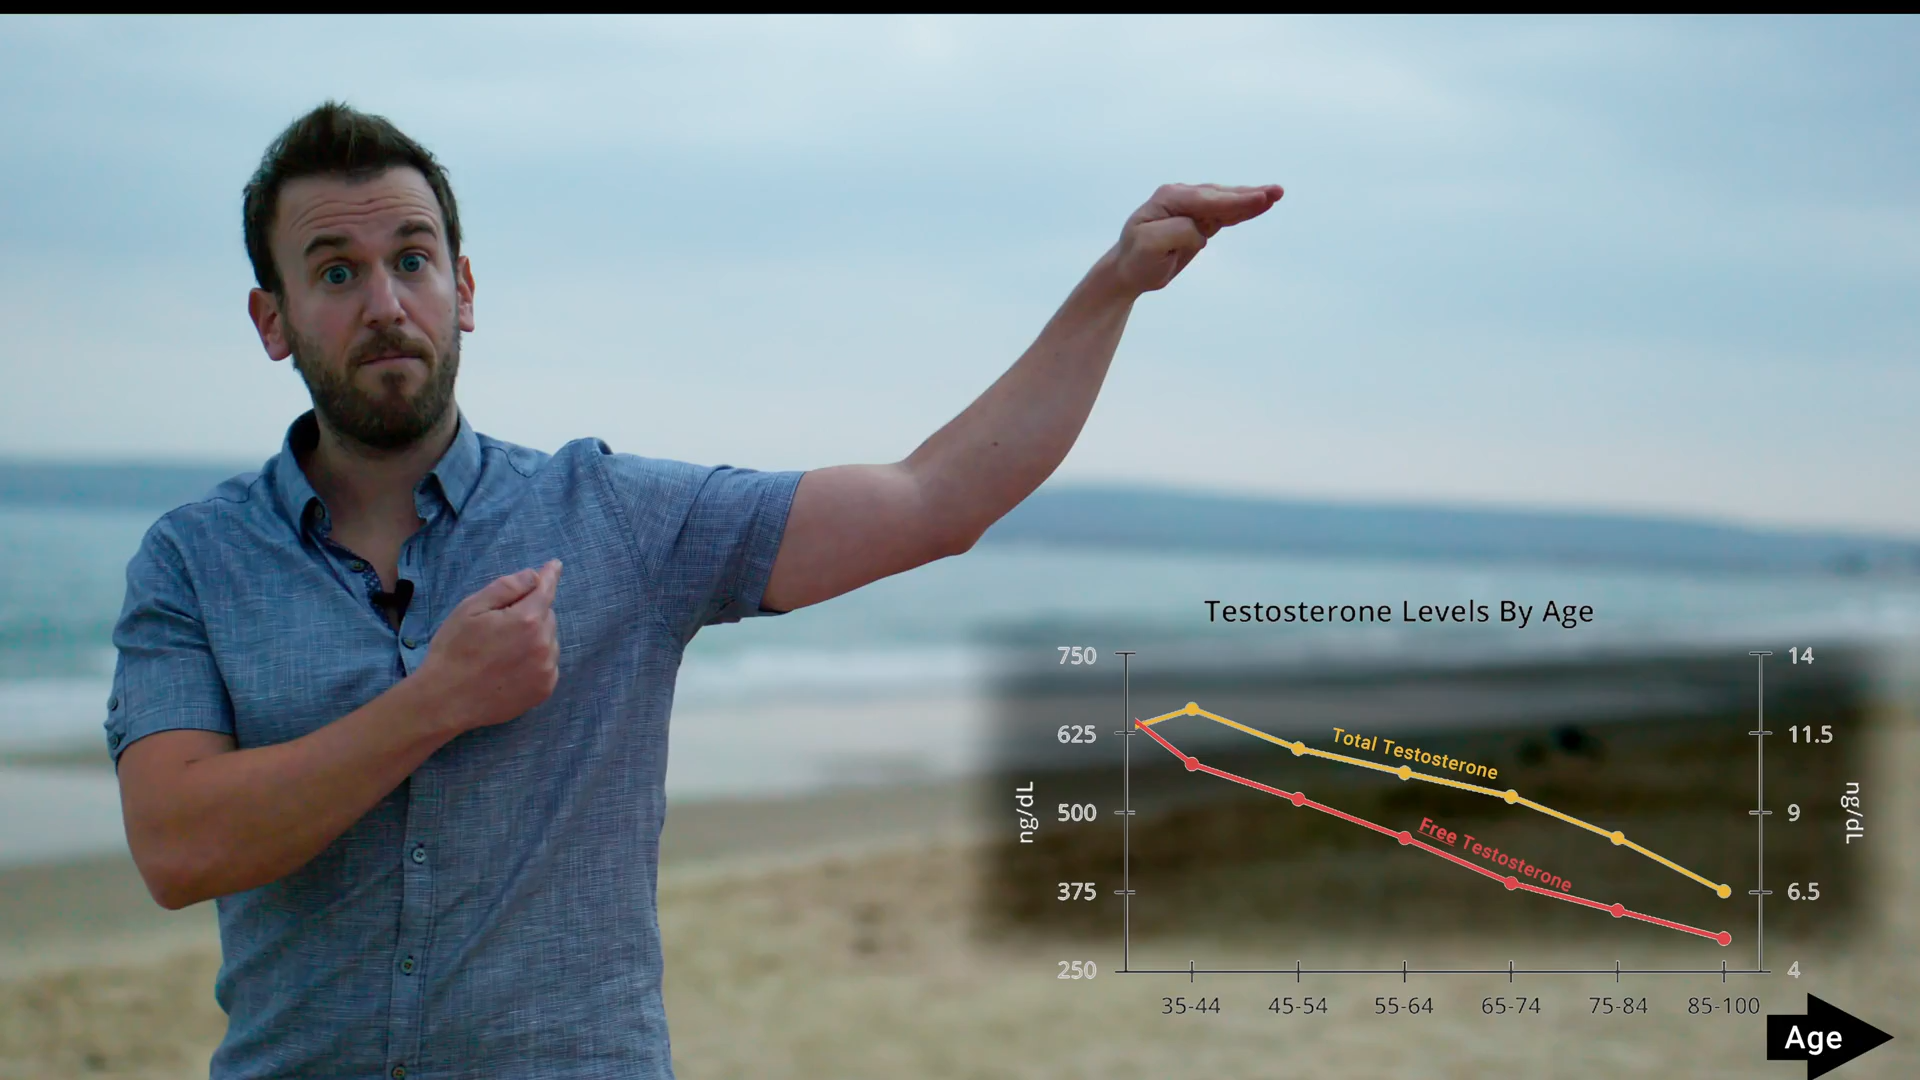 Testosterone Levels By Age
750
625
500
375
250
ng/dL
14
11.5
9
6.5
4
ng/dL
Total Testosterone
Free Testosterone
35-44
45-54
55-64
65-74
75-84
85-100
Age